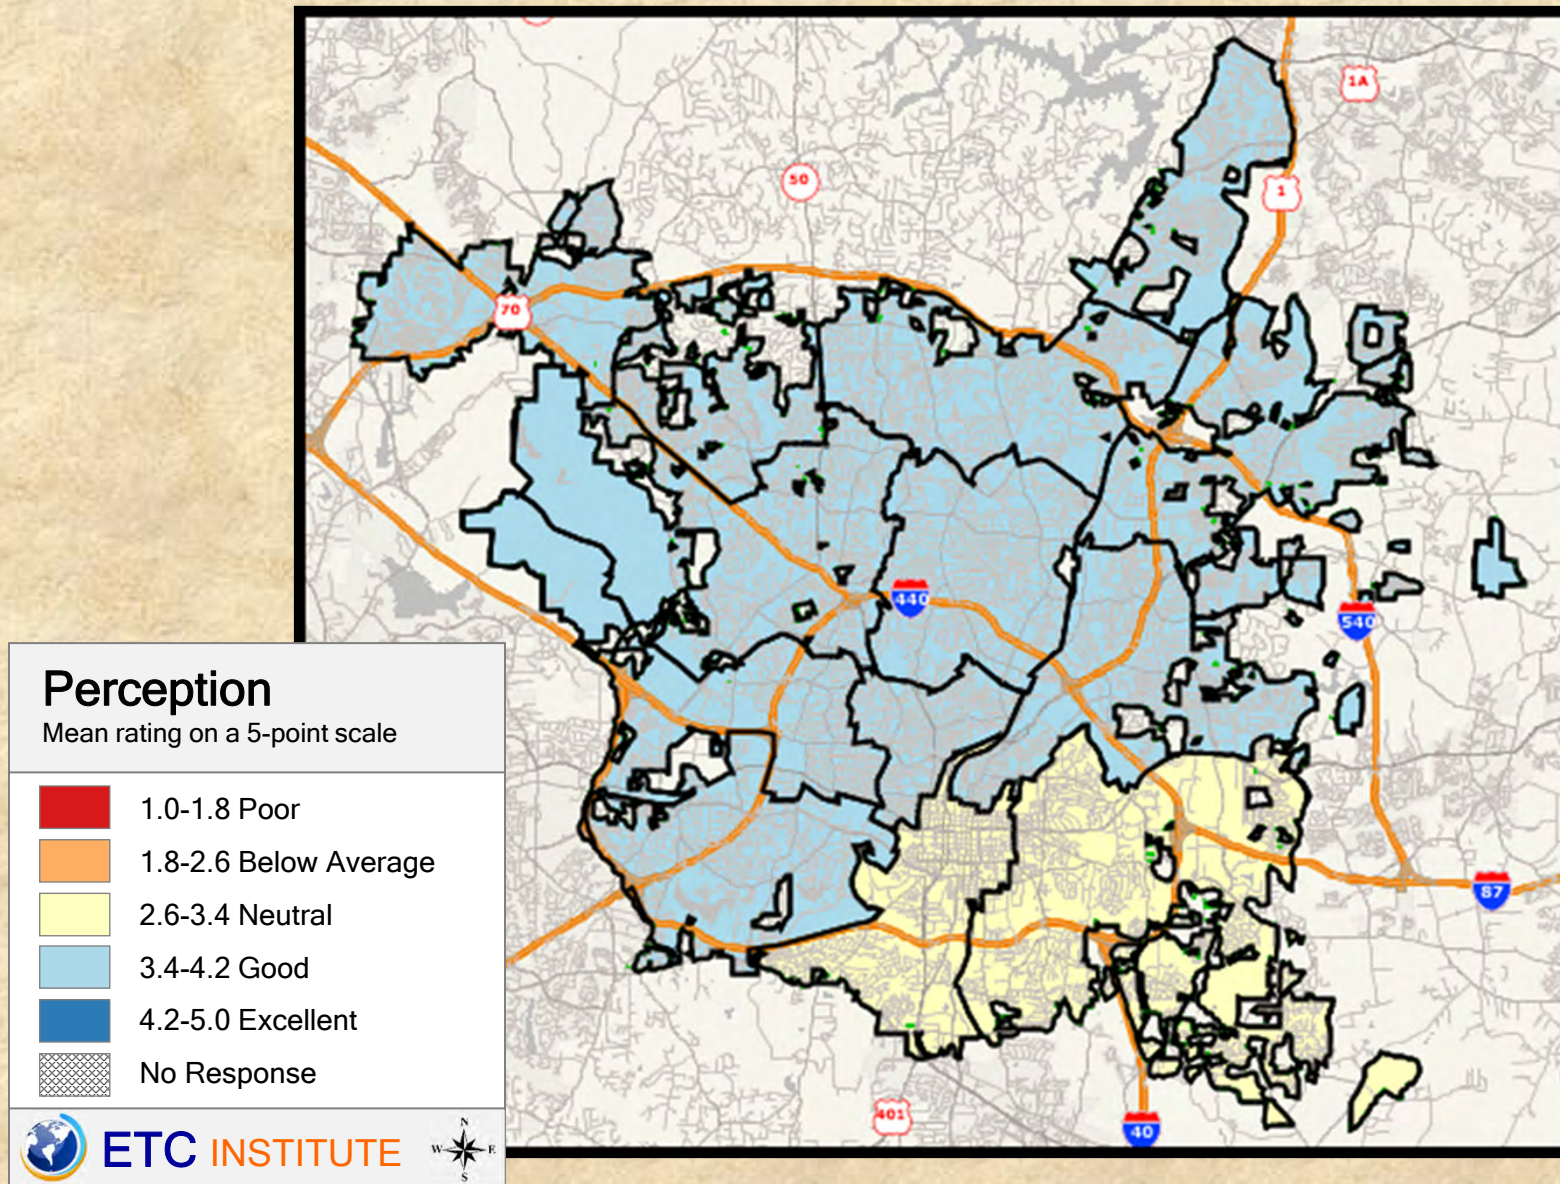 1A
50
1
70
440
540
87
401
40
Perception
Mean rating on a 5-point scale
1.0-1.8 Poor
1.8-2.6 Below Average
2.6-3.4 Neutral
3.4-4.2 Good
4.2-5.0 Excellent
No Response
ETC INSTITUTE
N
W E
S